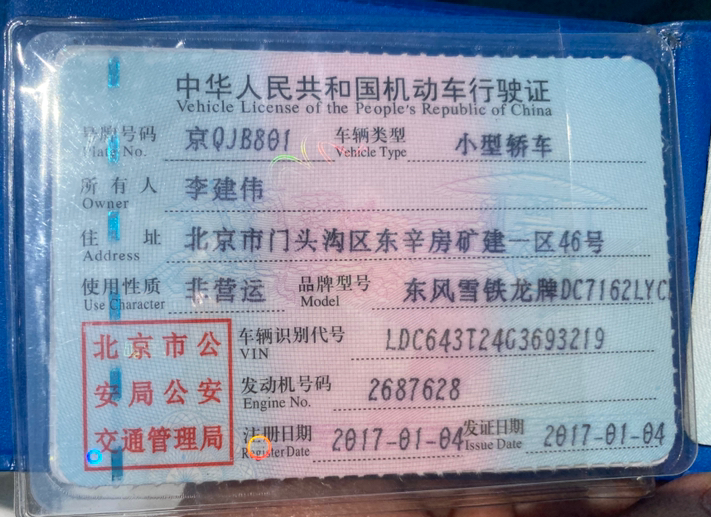 中华人民共和国机动车行驶证
Vehicle License of the People's Republic of China
号牌号码 京QJB801 车辆类型 小型轿车
Plate No. Vehicle Type
所有人 李建伟
Owner
住址 北京市门头沟区东辛房矿建一区46号
Address
使用性质 非营运 品牌型号 东风雪铁龙牌DC7162LYC
Use Character Model
北京市公 车辆识别代号 LDC643T24G3693219
VIN
安局公安 发动机号码 2687628
Engine No.
交通管理局 注册日期 2017-01-04 发证日期 2017-01-04
Register Date Issue Date